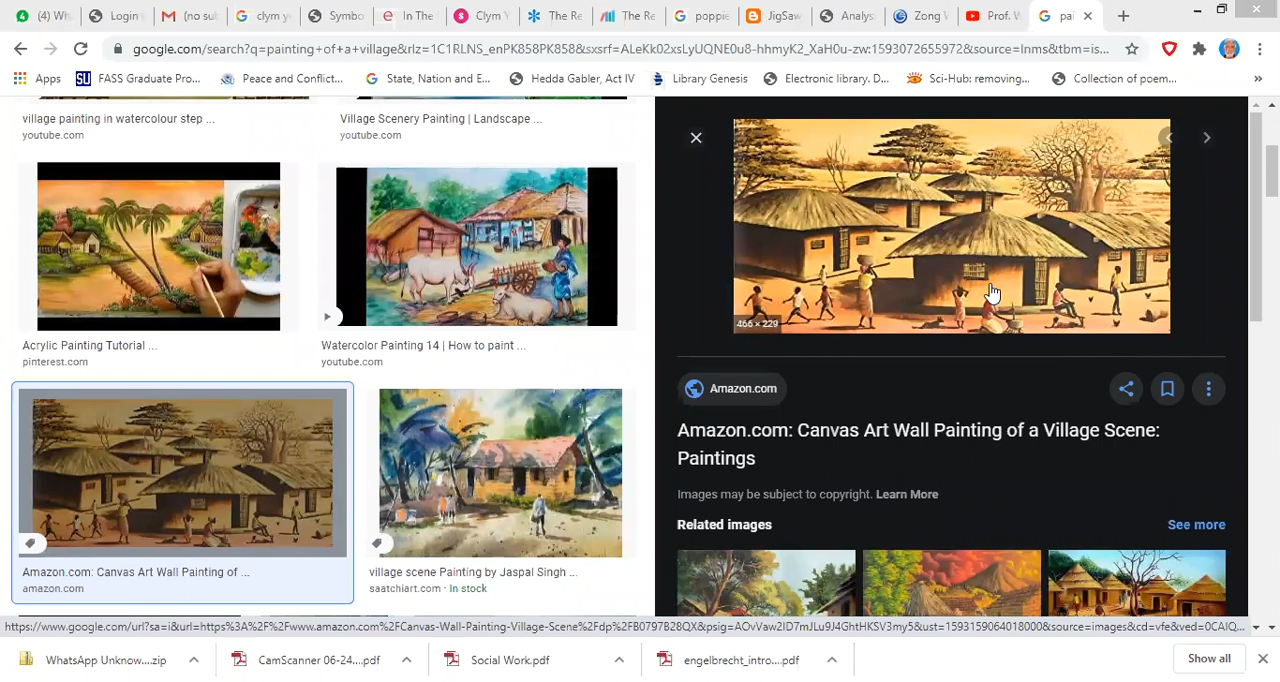 (4) Wh
Login
(no su
clym y
Symbo
In The
Clym Y
The Re
The Re
poppie
JigSaw
Analys
Zong
Prof. W
pai
google.com/search?q=painting+of+a+village&rlz=1C1RLNS_enPK858PK858&sxsrf=ALeKk02xsLyUQNE0u8-hhmyK2_XaH0u-zw:1593072655972&source=lnms&tbm=is...
Apps
FASS Graduate Pro...
Peace and Conflict...
State, Nation and E...
Hedda Gabler, Act IV
Library Genesis
Electronic library. D...
Sci-Hub: removing...
Collection of poem...
»
village painting in watercolour step ...
youtube.com
Village Scenery Painting | Landscape ...
youtube.com
Acrylic Painting Tutorial ...
pinterest.com
Watercolor Painting 14 | How to paint ...
youtube.com
Amazon.com: Canvas Art Wall Painting of ...
amazon.com
village scene Painting by Jaspal Singh ...
saatchiart.com · In stock
466 × 229
Amazon.com
Amazon.com: Canvas Art Wall Painting of a Village Scene:
Paintings
Images may be subject to copyright. Learn More
Related images
See more
https://www.google.com/url?sa=i&url=https%3A%2F%2Fwww.amazon.com%2FCanvas-Wall-Painting-Village-Scene%2Fdp%2FB0797B28QX&psig=AOvVaw2ID7mJLu9J4GhtHKSV3my5&ust=1593159064018000&source=images&cd=vfe&ved=0CAIQ...
WhatsApp Unknow....zip
CamScanner 06-24....pdf
Social Work.pdf
engelbrecht_intro....pdf
Show all